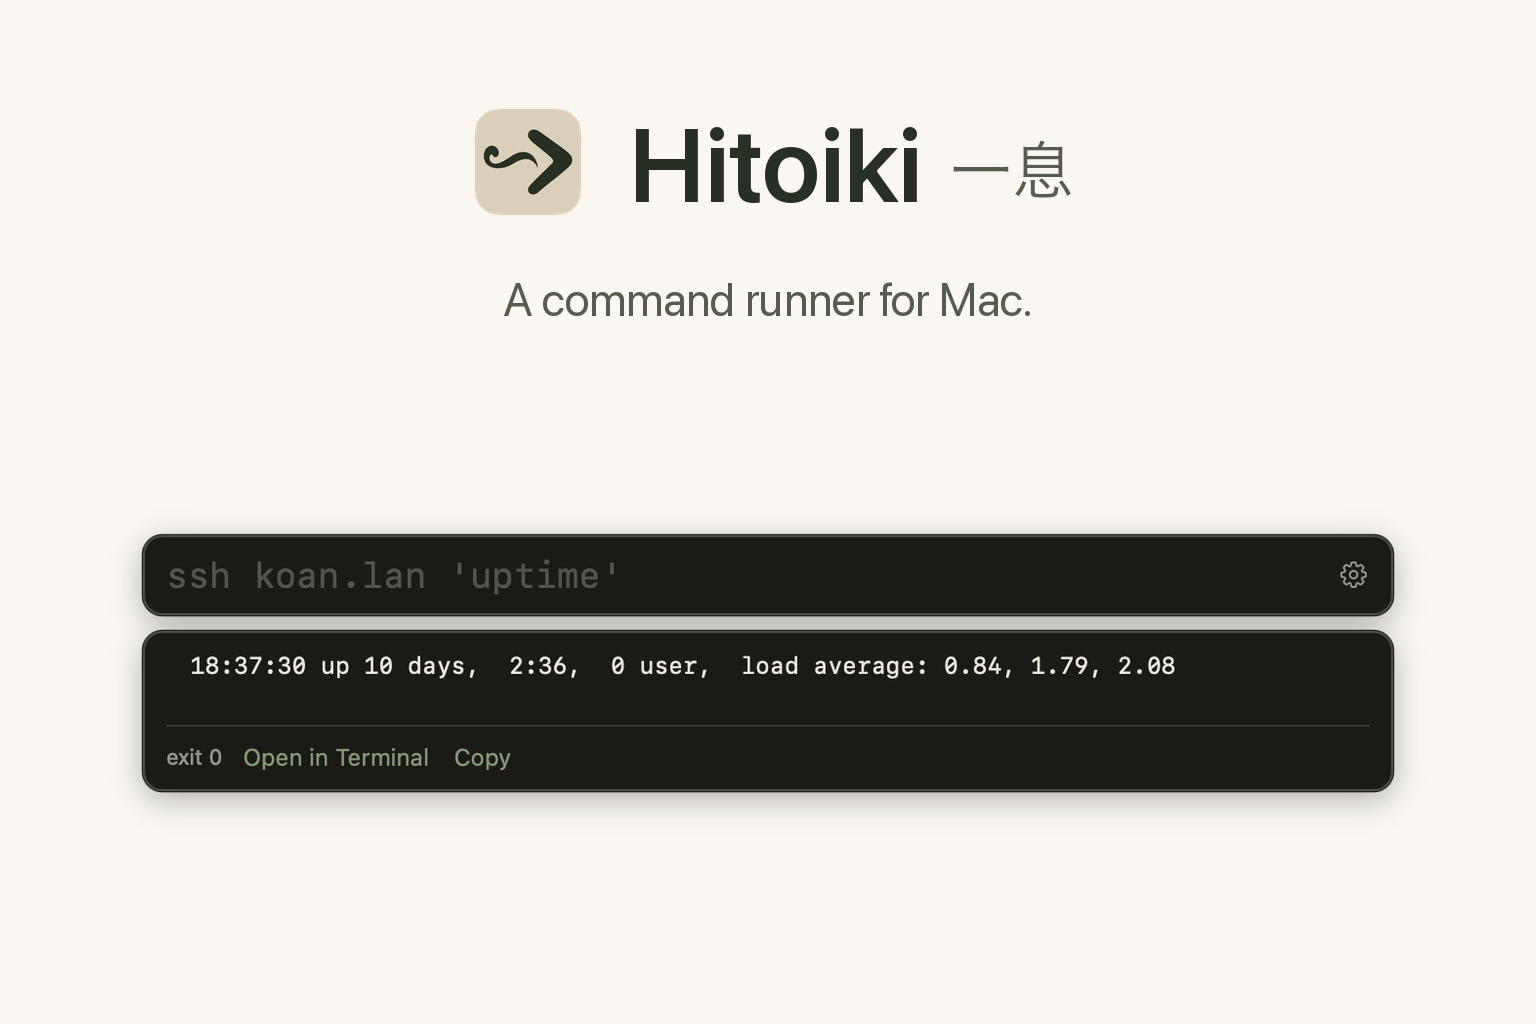 Hitoiki 一息
A command runner for Mac.
ssh koan.lan 'uptime'
18:37:30 up 10 days,  2:36,  0 user,  load average: 0.84, 1.79, 2.08
exit 0 Open in Terminal Copy